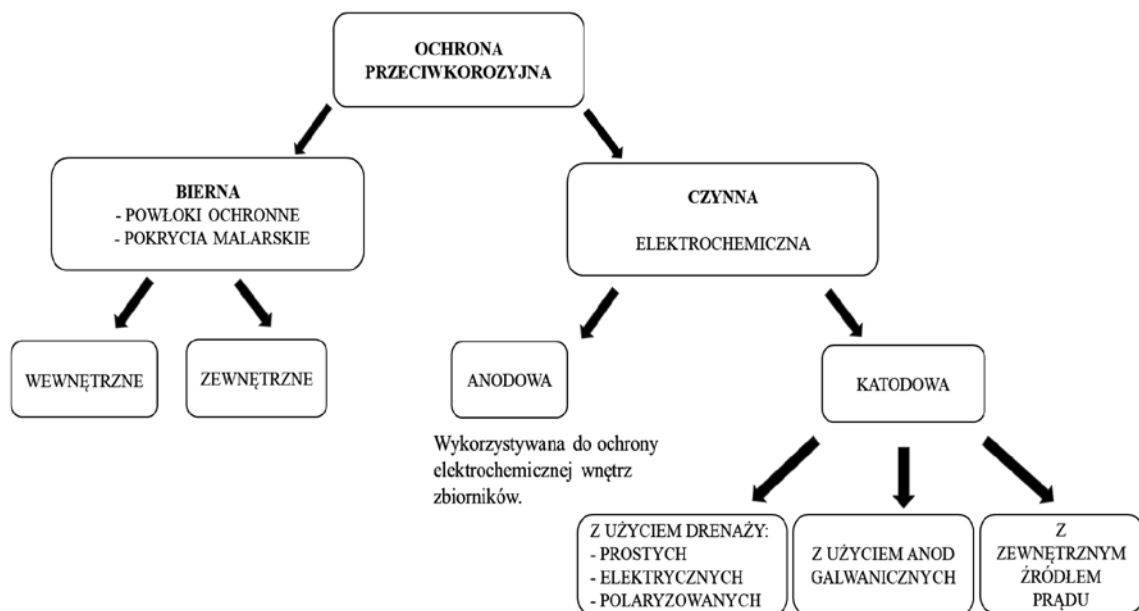 OCHRONA
PRZECIWKOROZYJNA
BIERNA
- POWŁOKI OCHRONNE
- POKRYCIA MALARSKIE
CZYNNA
ELEKTROCHEMICZNA
WEWNĘTRZNE
ZEWNĘTRZNE
ANODOWA
KATODOWA
Wykorzystywana do ochrony
elektrochemicznej wnętrz
zbiorników.
Z UŻYCIEM DRENAŻY:
- PROSTYCH
- ELEKTRYCZNYCH
- POLARYZOWANYCH
Z UŻYCIEM ANOD
GALWANICZNYCH
Z
ZEWNĘTRZNYM
ŹRÓDŁEM
PRĄDU